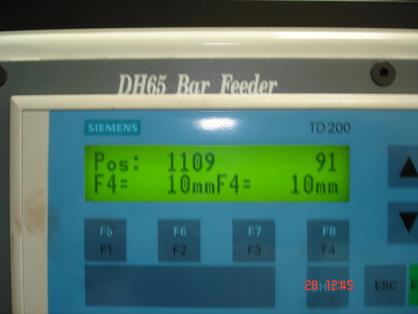 DH65 Bar Feeder
SIEMENS TD 200
Pos: 1109 91
F4= 10mmF4= 10mm
F5 F6 F7 F8
F1 F2 F3 F4
28 12:45
ESC